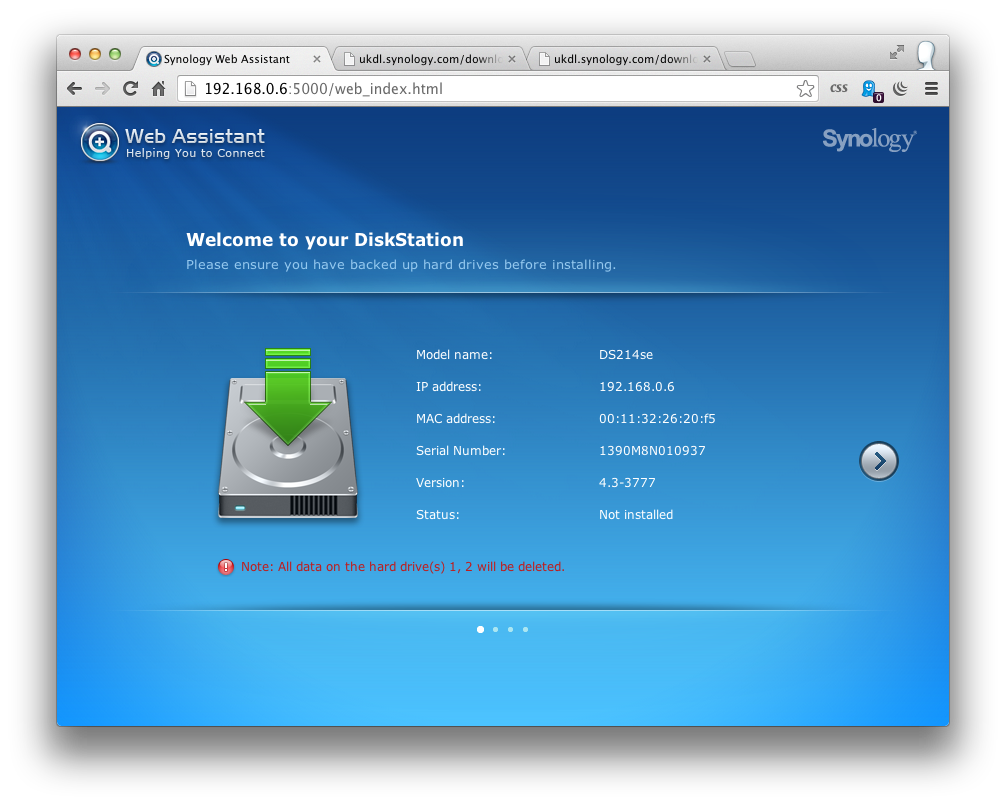 Synology Web Assistant
ukdl.synology.com/downl
ukdl.synology.com/downl
192.168.0.6:5000/web_index.html
CSS
0
Web Assistant
Helping You to Connect
Synology
Welcome to your DiskStation
Please ensure you have backed up hard drives before installing.
Model name: DS214se
IP address: 192.168.0.6
MAC address: 00:11:32:26:20:f5
Serial Number: 1390M8N010937
Version: 4.3-3777
Status: Not installed
Note: All data on the hard drive(s) 1, 2 will be deleted.